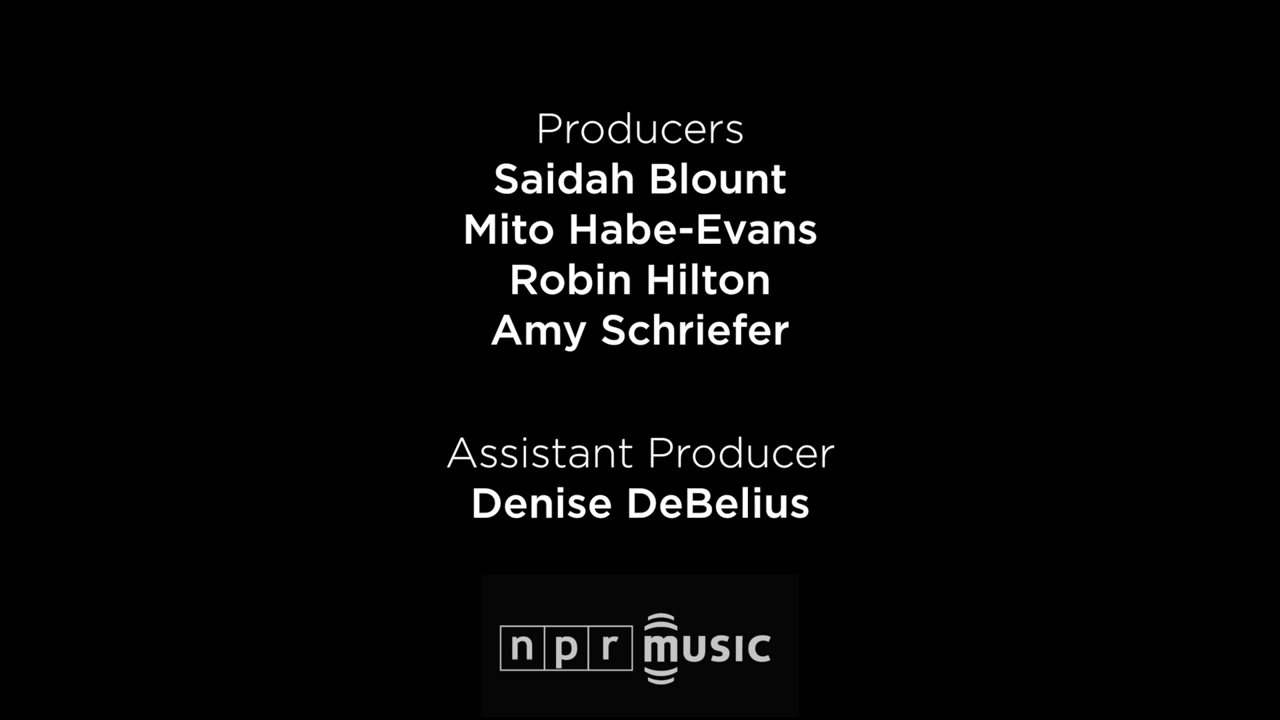 Producers
Saidah Blount
Mito Habe-Evans
Robin Hilton
Amy Schriefer
Assistant Producer
Denise DeBelius
npr music